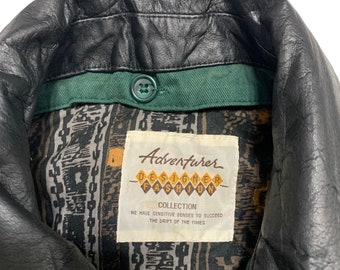 Adventurer
DESIGNER
FASHION
COLLECTION
WE HAVE SENSITIVE SENSES TO SUCCEED
THE DRIFT OF THE TIMES